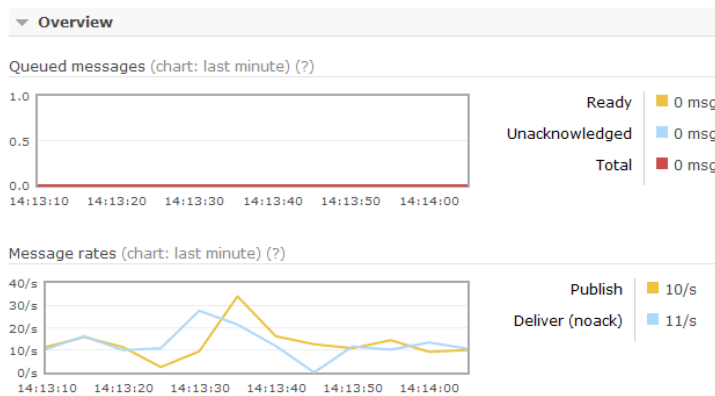 Overview
Queued messages (chart: last minute) (?)
1.0
0.5
0.0
14:13:10 14:13:20 14:13:30 14:13:40 14:13:50 14:14:00
Ready 0 msg
Unacknowledged 0 msg
Total 0 msg
Message rates (chart: last minute) (?)
40/s
30/s
20/s
10/s
0/s
14:13:10 14:13:20 14:13:30 14:13:40 14:13:50 14:14:00
Publish 10/s
Deliver (noack) 11/s